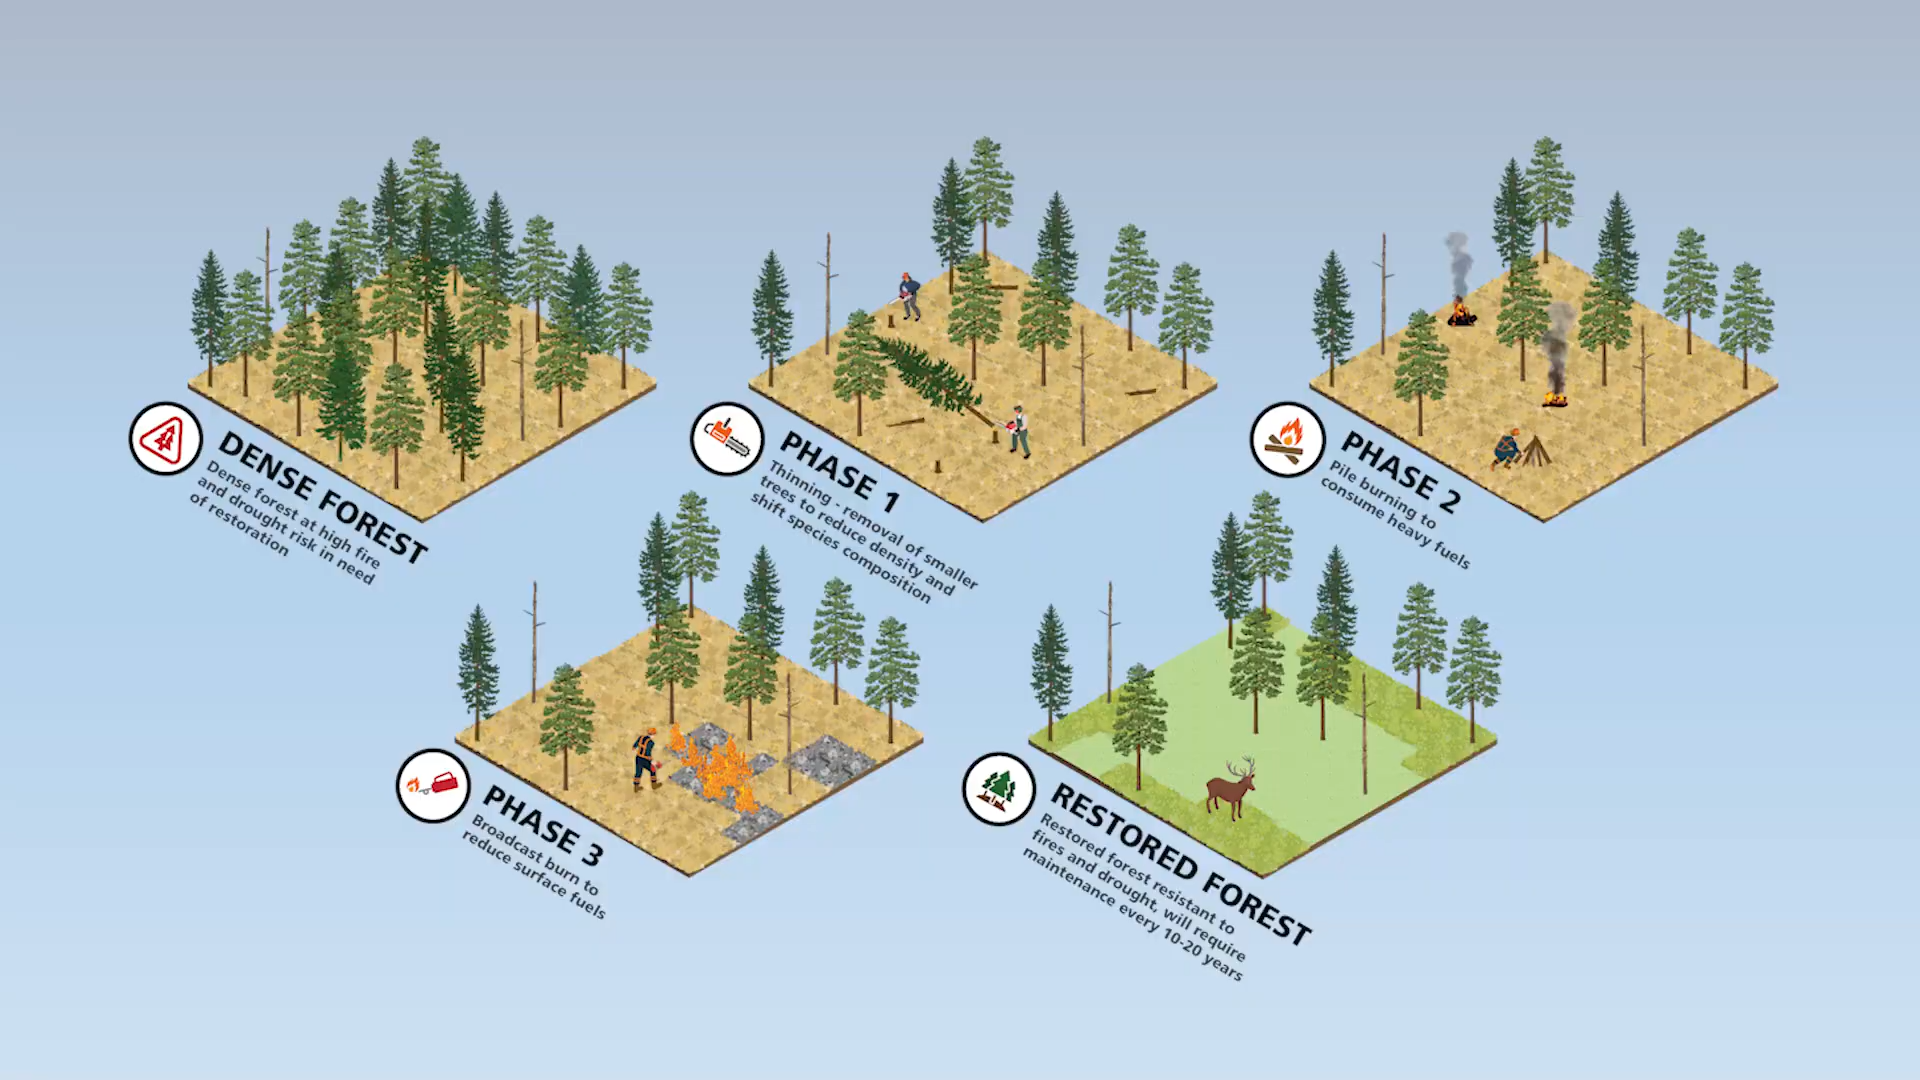 DENSE FOREST
Dense forest at high fire
and drought risk in need
of restoration
PHASE 1
Thinning - removal of smaller
trees to reduce density and
shift species composition
PHASE 2
Pile burning to
consume heavy fuels
PHASE 3
Broadcast burn to
reduce surface fuels
RESTORED FOREST
Restored forest resistant to
fires and drought, will require
maintenance every 10-20 years